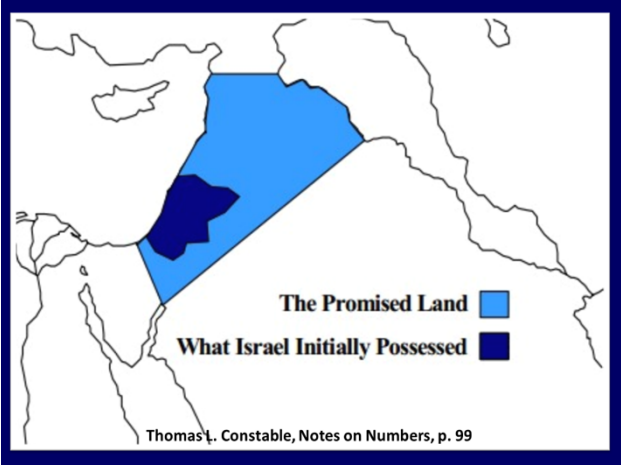 The Promised Land
What Israel Initially Possessed
Thomas L. Constable, Notes on Numbers, p. 99